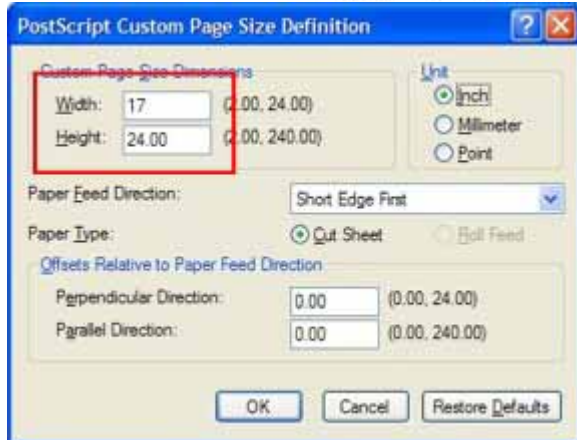 PostScript Custom Page Size Definition
Custom Page Size Dimensions
Width: 17 (2.00, 24.00)
Height: 24.00 (2.00, 240.00)
Unit
Inch
Millimeter
Point
Paper Feed Direction: Short Edge First
Paper Type: Cut Sheet Roll Feed
Offsets Relative to Paper Feed Direction
Perpendicular Direction: 0.00 (0.00, 24.00)
Parallel Direction: 0.00 (0.00, 240.00)
OK Cancel Restore Defaults